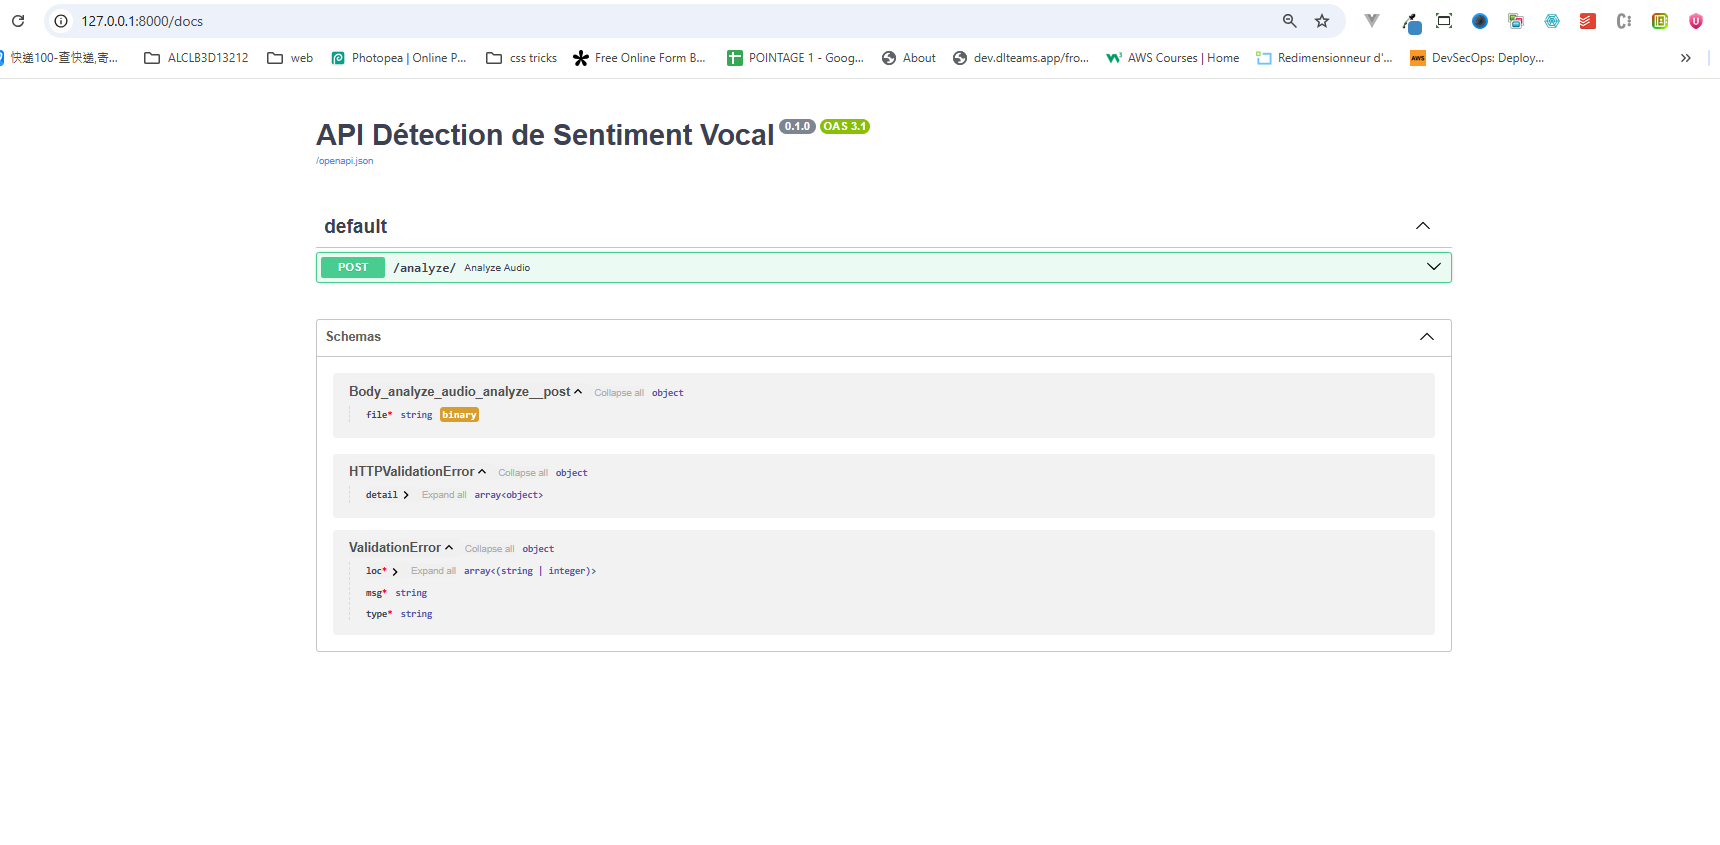 127.0.0.1:8000/docs
快递100-查快递,寄... ALCLB3D13212 web Photopea | Online P... css tricks Free Online Form B... POINTAGE 1 - Goog... About dev.dlteams.app/fro... AWS Courses | Home Redimensionneur d'... AWS DevSecOps: Deploy... »
API Détection de Sentiment Vocal 0.1.0 OAS 3.1
/openapi.json
default
POST /analyze/ Analyze Audio
Schemas
Body_analyze_audio_analyze__post Collapse all object
file* string binary
HTTPValidationError Collapse all object
detail Expand all array<object>
ValidationError Collapse all object
loc* Expand all array<(string | integer)>
msg* string
type* string